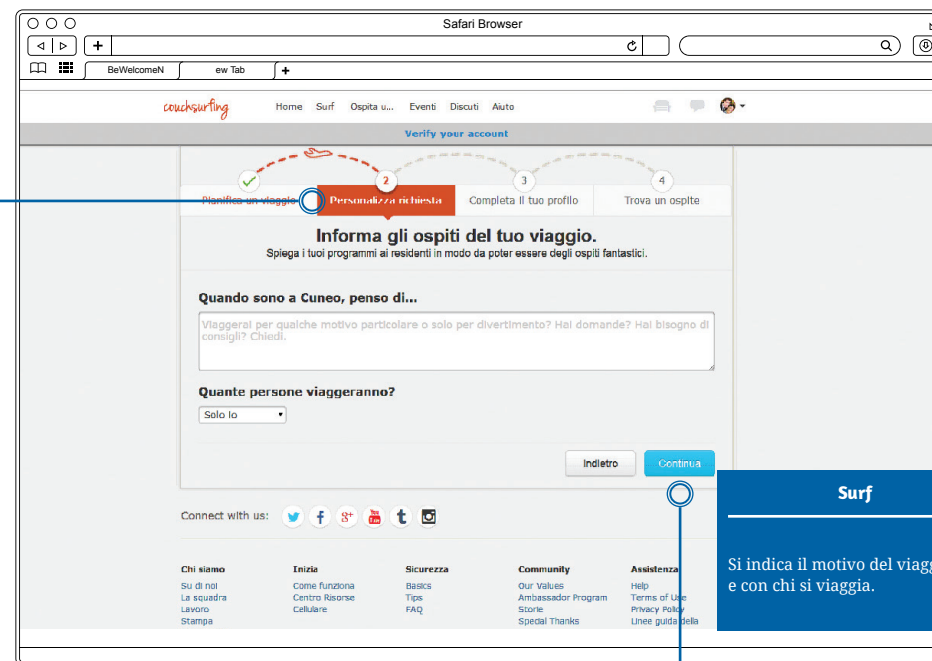 Safari Browser
BeWelcomeN ew Tab
couchsurfing Home Surf Ospita u... Eventi Discuti Aiuto
Verify your account
2 3 4
Pianifica un viaggio Personalizza richiesta Completa il tuo profilo Trova un ospite
Informa gli ospiti del tuo viaggio.
Spiega i tuoi programmi ai residenti in modo da poter essere degli ospiti fantastici.
Quando sono a Cuneo, penso di...
Viaggerai per qualche motivo particolare o solo per divertimento? Hai domande? Hai bisogno di
consigli? Chiedi.
Quante persone viaggeranno?
Solo Io
Indietro Continua
Connect with us:
Surf
Si indica il motivo del viagg
e con chi si viaggia.
Chi siamo Inizia Sicurezza Community Assistenza
Su di noi Come funziona Basics Our Values Help
La squadra Centro Risorse Tips Ambassador Program Terms of Use
Lavoro Cellulare FAQ Storie Privacy Policy
Stampa Special Thanks Linee guida della